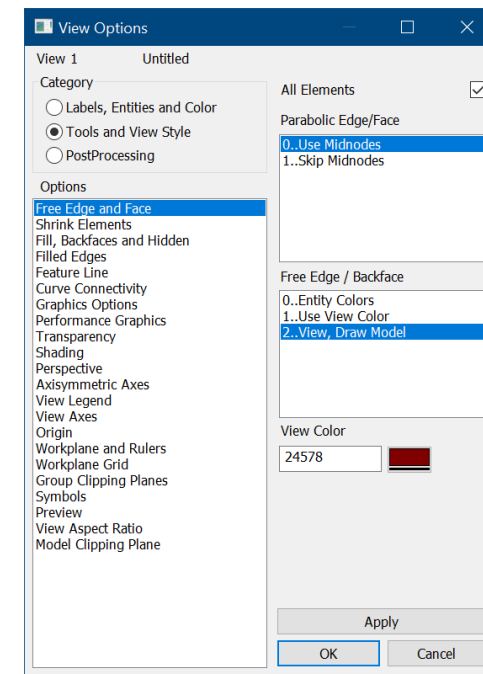 View Options
View 1 Untitled
Category
Labels, Entities and Color
Tools and View Style
PostProcessing
Options
Free Edge and Face
Shrink Elements
Fill, Backfaces and Hidden
Filled Edges
Feature Line
Curve Connectivity
Graphics Options
Performance Graphics
Transparency
Shading
Perspective
Axisymmetric Axes
View Legend
View Axes
Origin
Workplane and Rulers
Workplane Grid
Group Clipping Planes
Symbols
Preview
View Aspect Ratio
Model Clipping Plane
All Elements
Parabolic Edge/Face
0..Use Midnodes
1..Skip Midnodes
Free Edge / Backface
0..Entity Colors
1..Use View Color
2..View, Draw Model
View Color
24578
Apply
OK Cancel